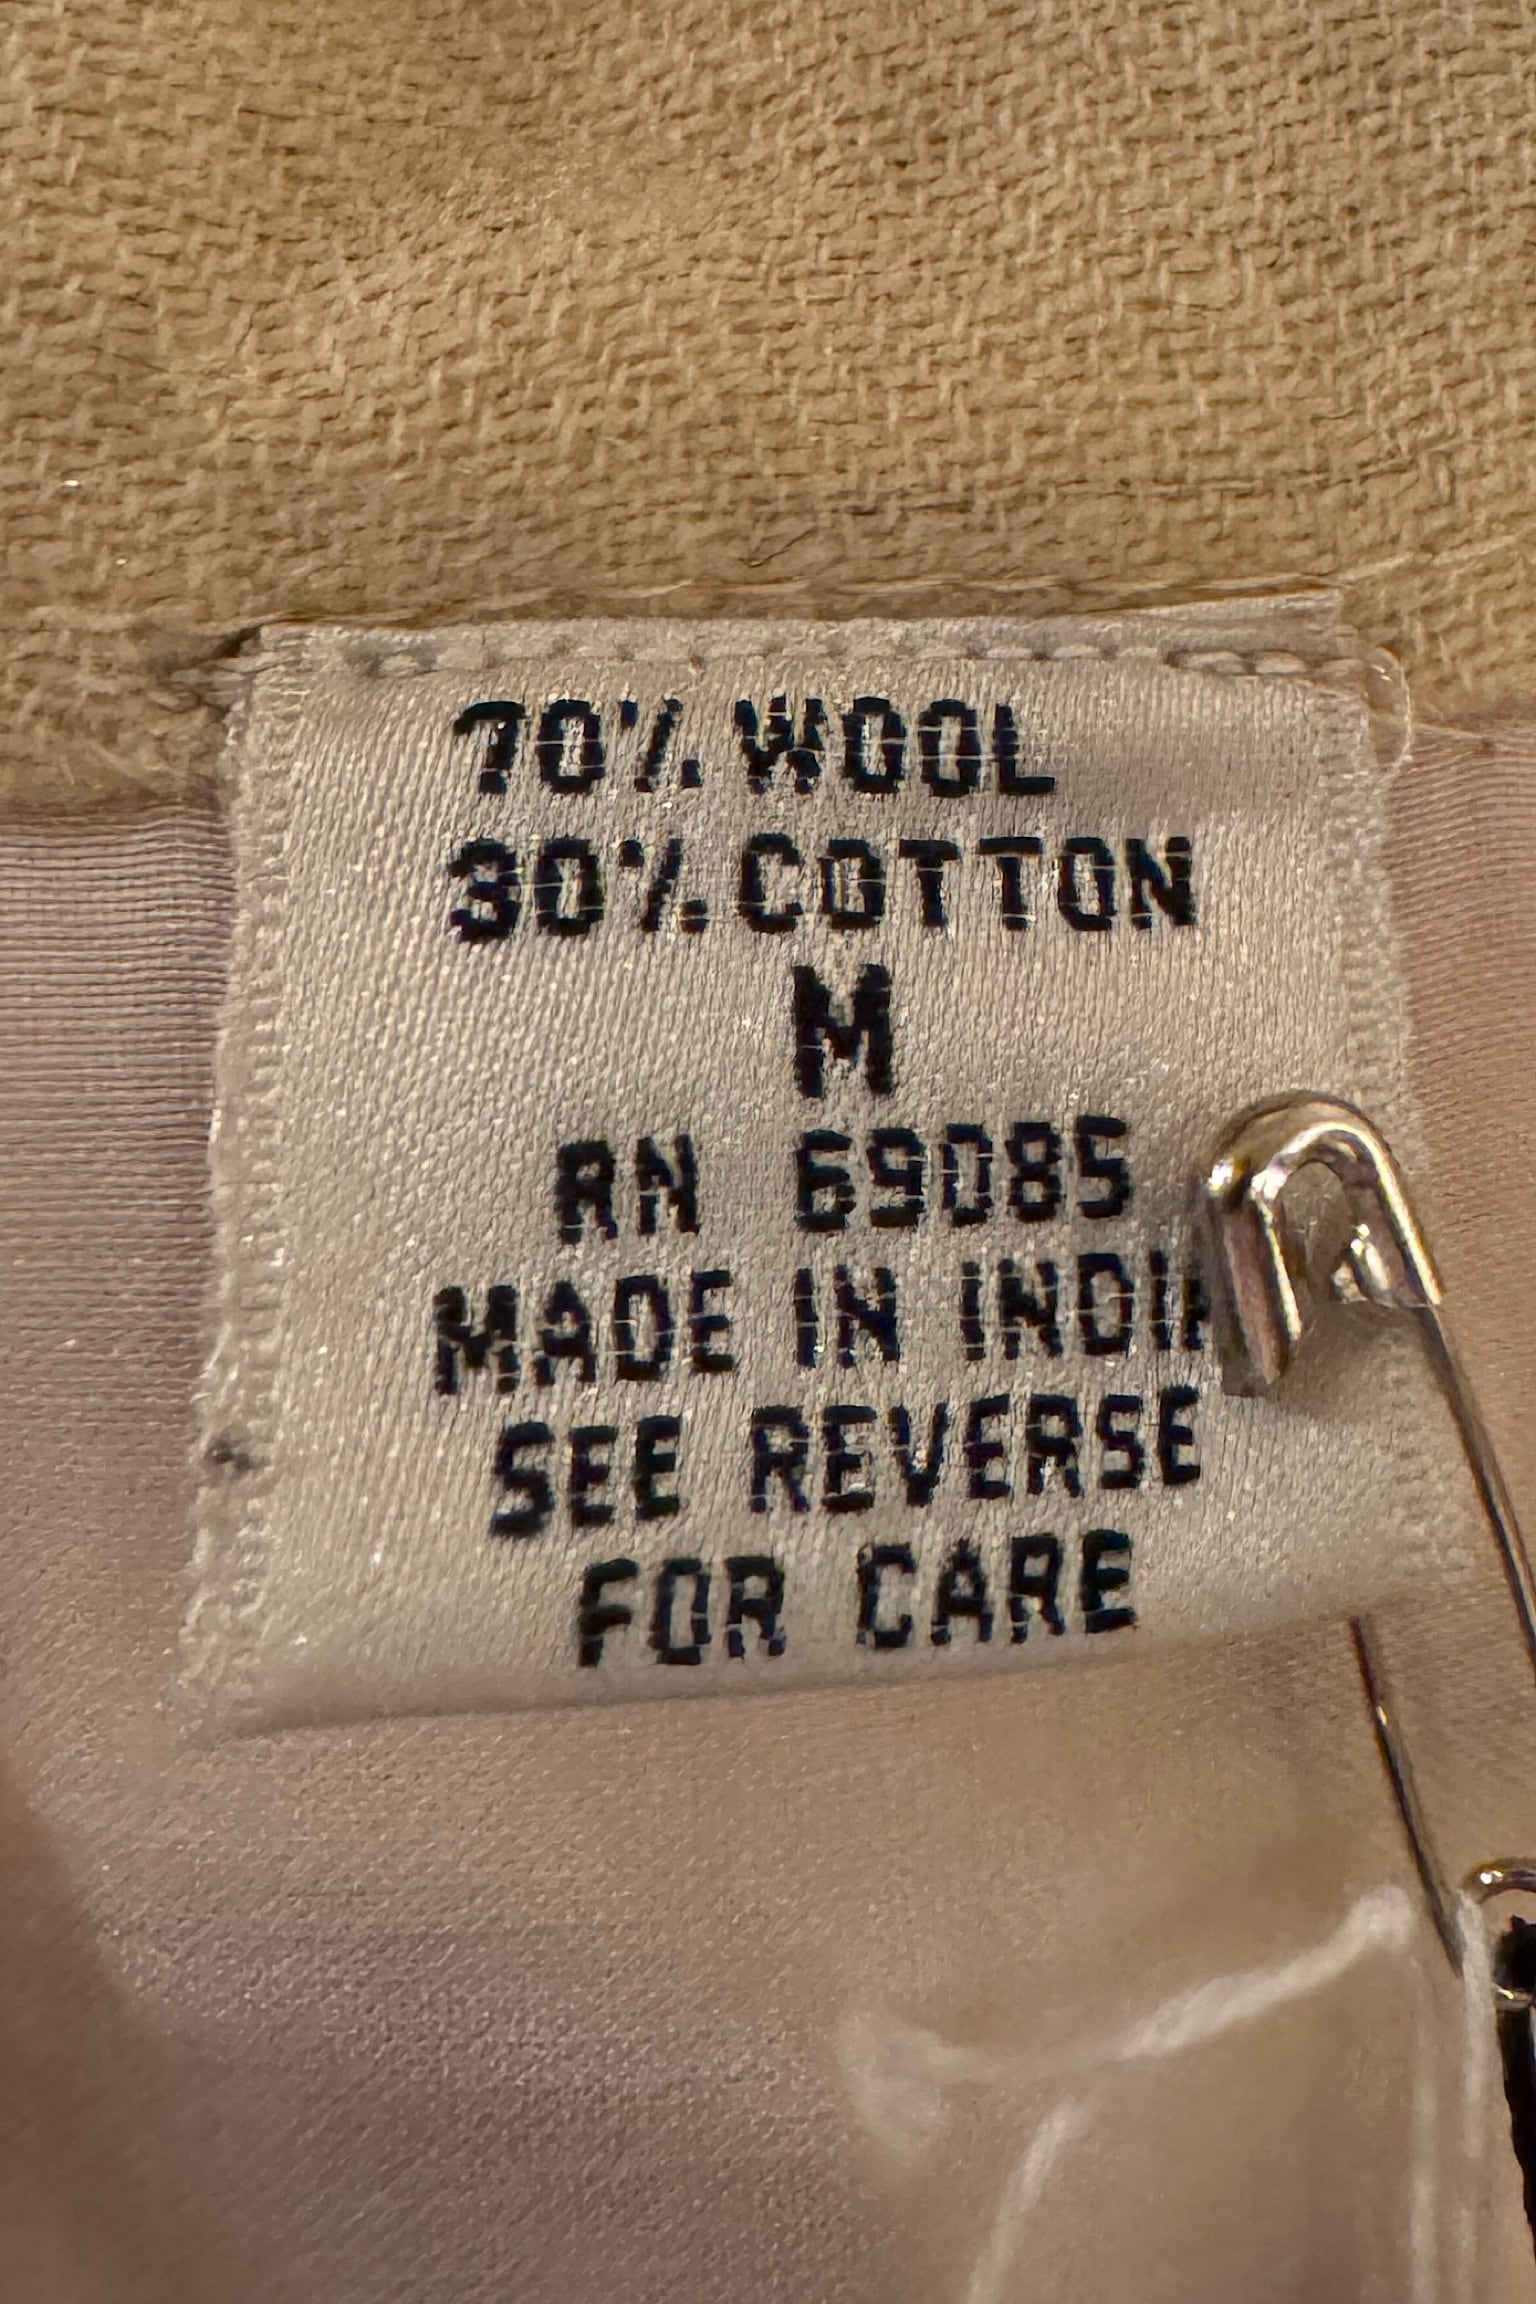 70% WOOL
30% COTTON
M
RN 69085
MADE IN INDIA
SEE REVERSE
FOR CARE